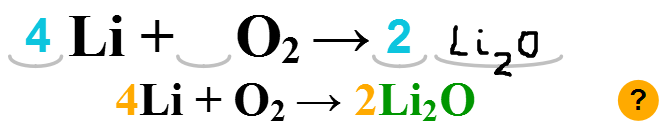 4 Li + O₂ → 2 Li₂O
4Li + O₂ → 2Li₂O
?